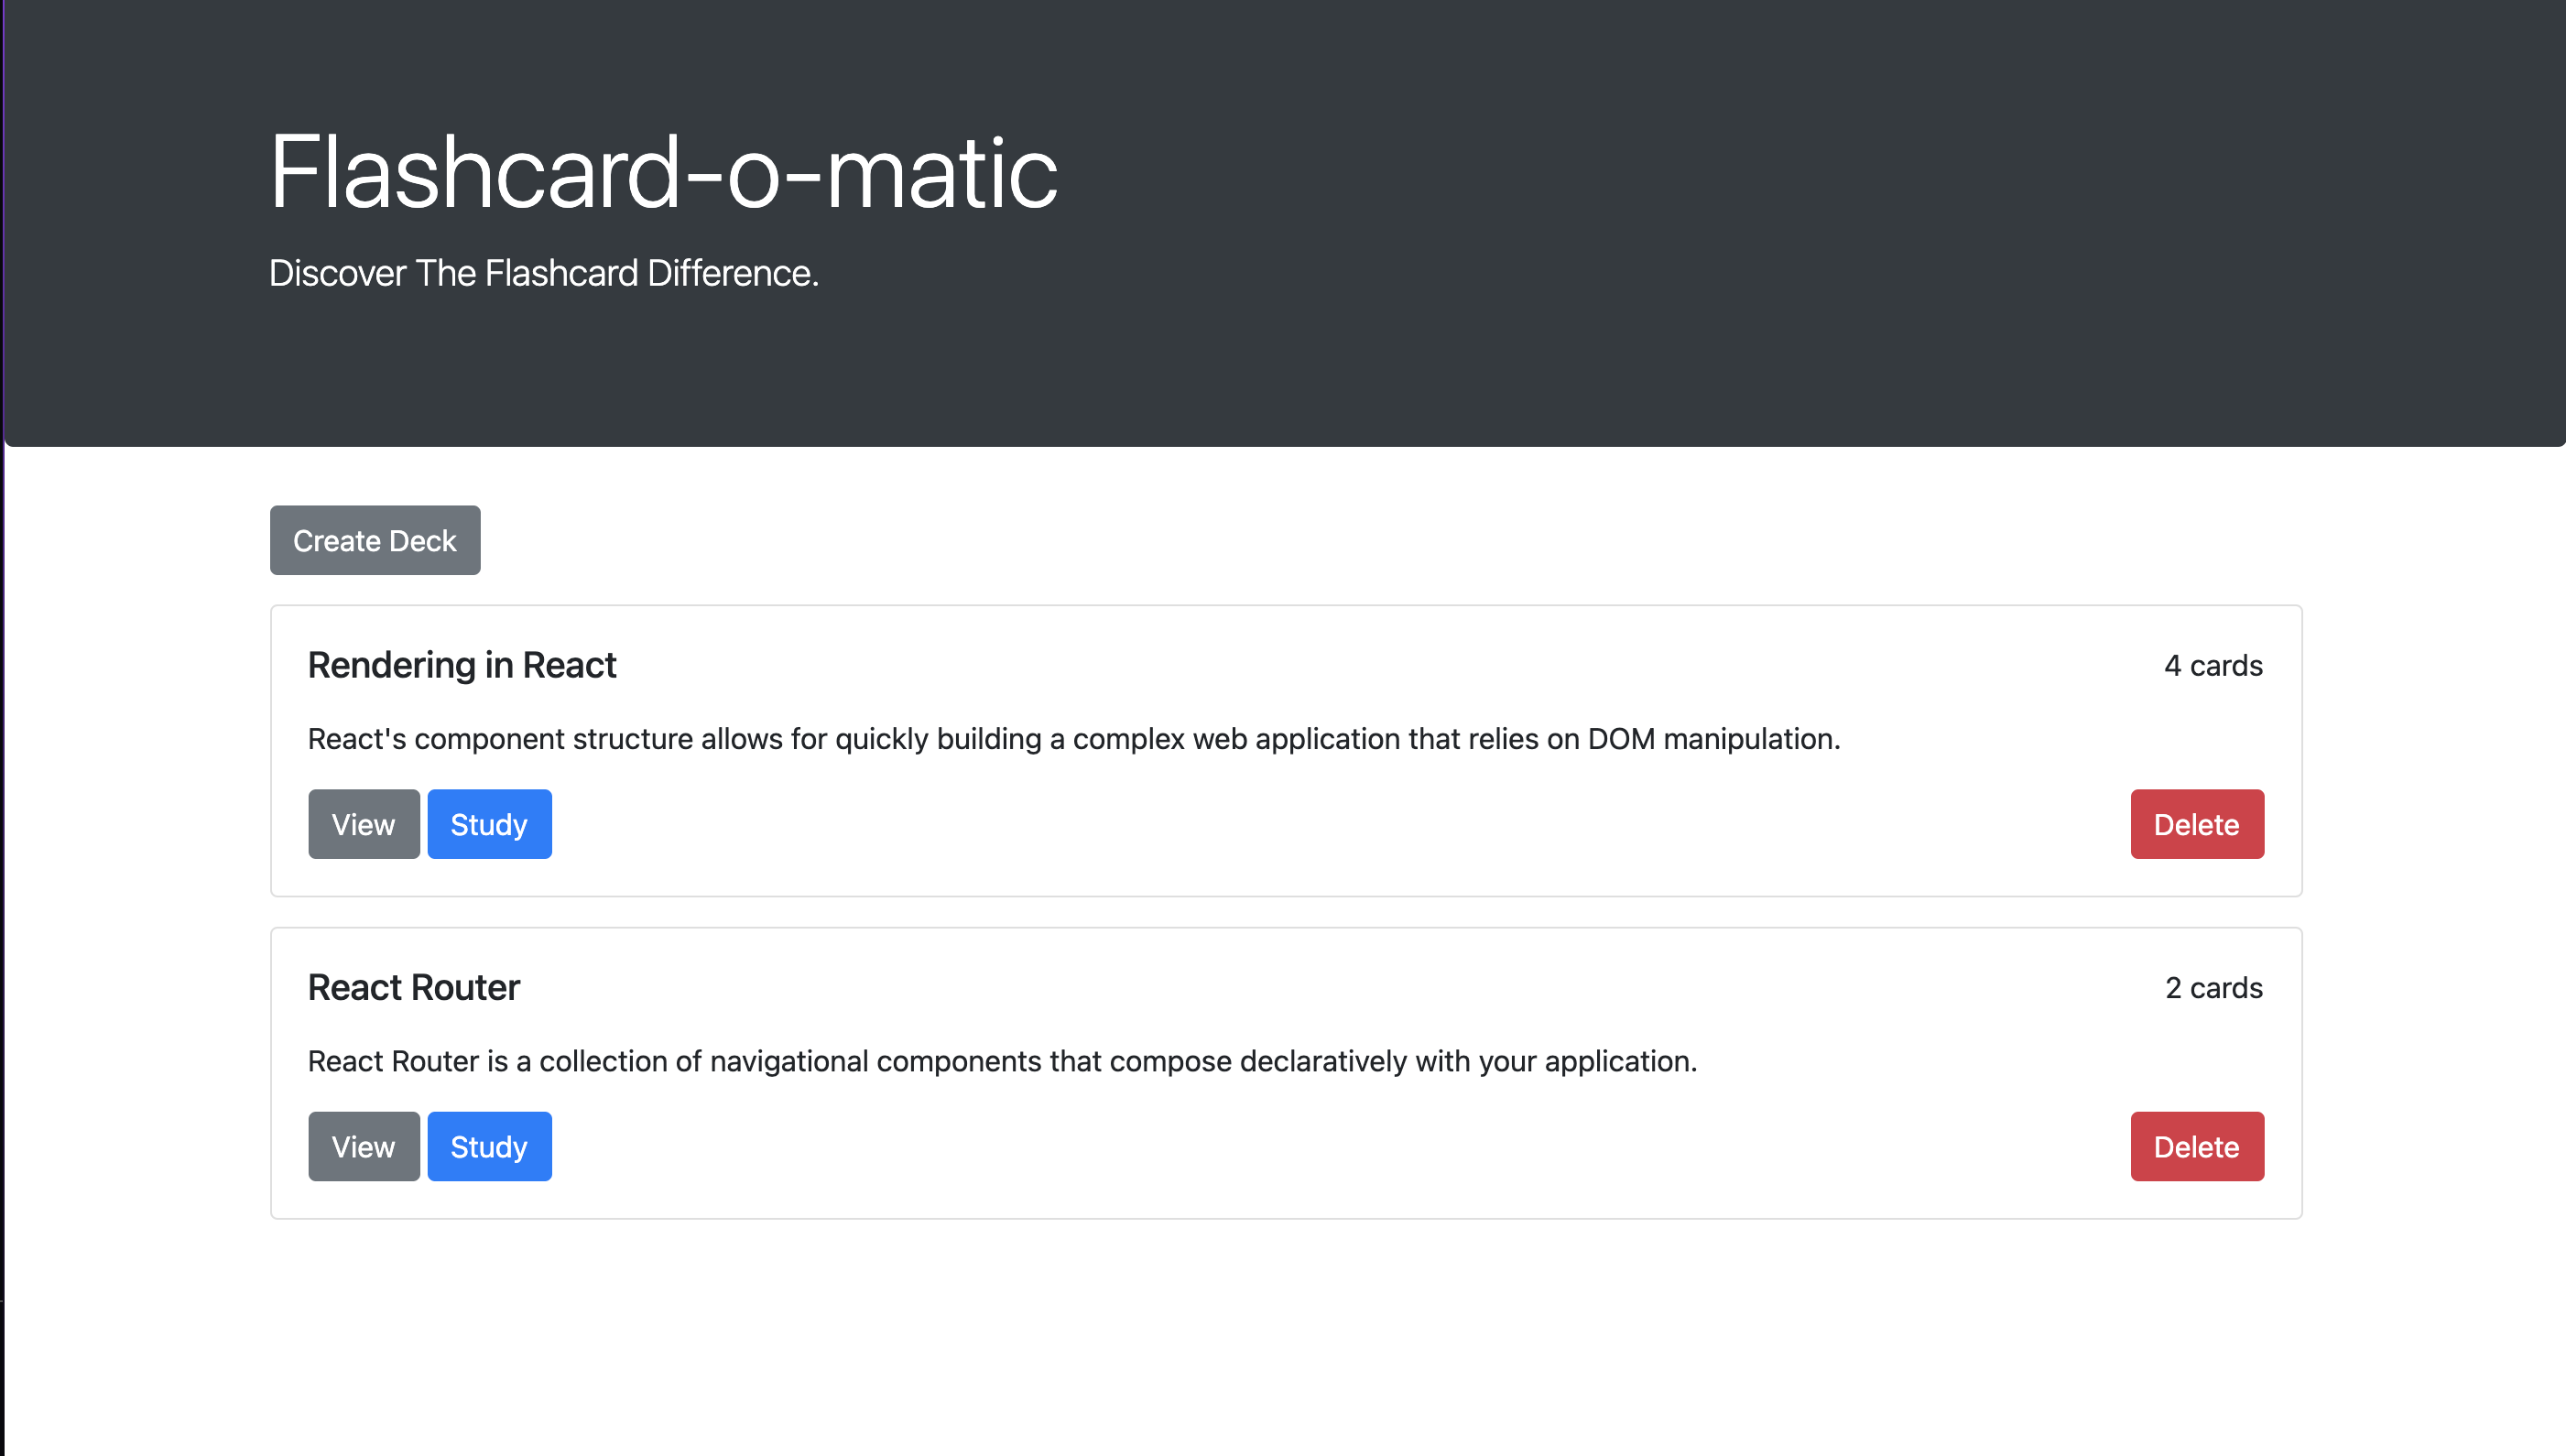 Flashcard-o-matic
Discover The Flashcard Difference.
Create Deck
Rendering in React
4 cards
React's component structure allows for quickly building a complex web application that relies on DOM manipulation.
View
Study
Delete
React Router
2 cards
React Router is a collection of navigational components that compose declaratively with your application.
View
Study
Delete